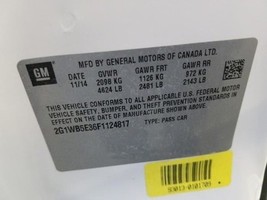 GM
MFD BY GENERAL MOTORS OF CANADA LTD.
DATE GVWR GAWR FRT GAWR RR
11/14 2098 KG 1126 KG 972 KG
4624 LB 2481 LB 2143 LB
THIS VEHICLE CONFORMS TO ALL APPLICABLE U.S. FEDERAL
VEHICLE SAFETY, BUMPER, AND THEFT PREVENTION STANDARDS
IN EFFECT ON THE DATE OF MANUFACTURE SHOWN ABOVE.
2G1WB5E36F1124817 TYPE: PASS CAR